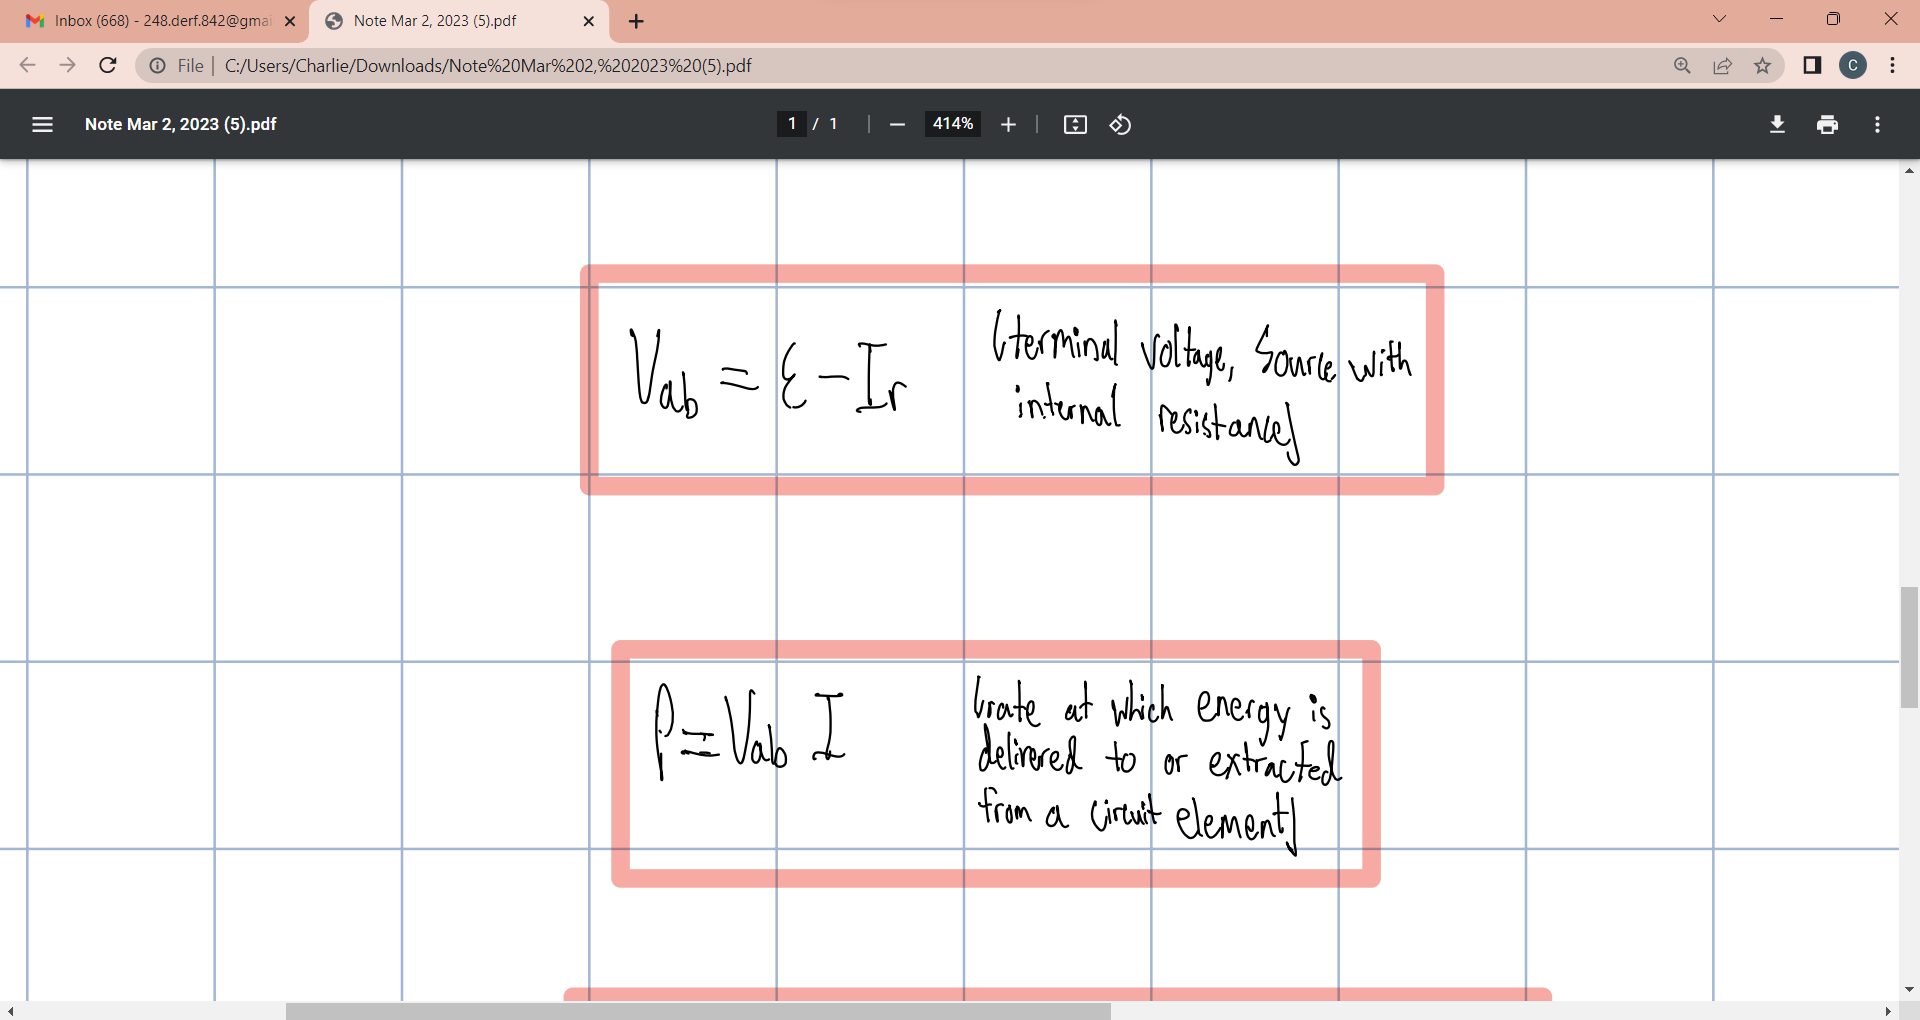 Inbox (668) - 248.derf.842@gmai
Note Mar 2, 2023 (5).pdf
File | C:/Users/Charlie/Downloads/Note%20Mar%202,%202023%20(5).pdf
C
Note Mar 2, 2023 (5).pdf
1 / 1
414%
Vab = ε - Ir
(terminal voltage, source with
internal resistance)
P = Vab I
(rate at which energy is
delivered to or extracted
from a circuit element)